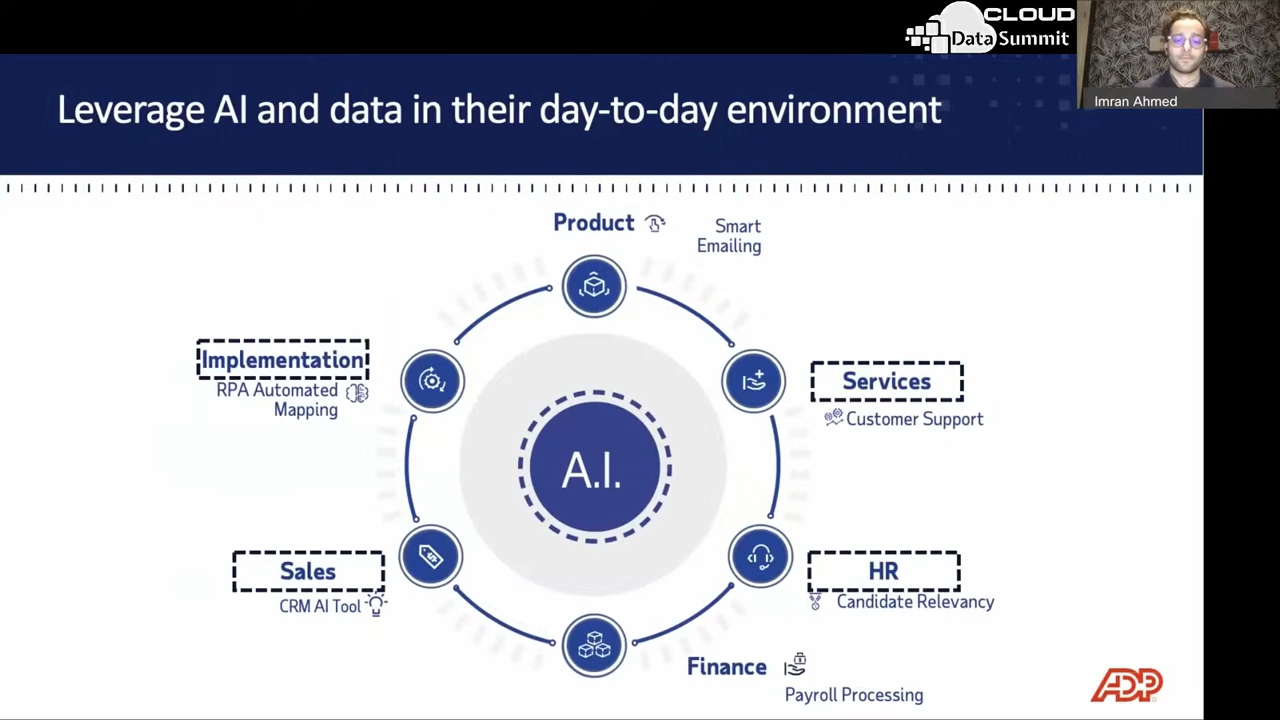 CLOUD
Data Summit
Imran Ahmed
Leverage AI and data in their day-to-day environment
Product
Smart
Emailing
Implementation
RPA Automated
Mapping
Services
Customer Support
A.I.
Sales
CRM AI Tool
HR
Candidate Relevancy
Finance
Payroll Processing
ADP